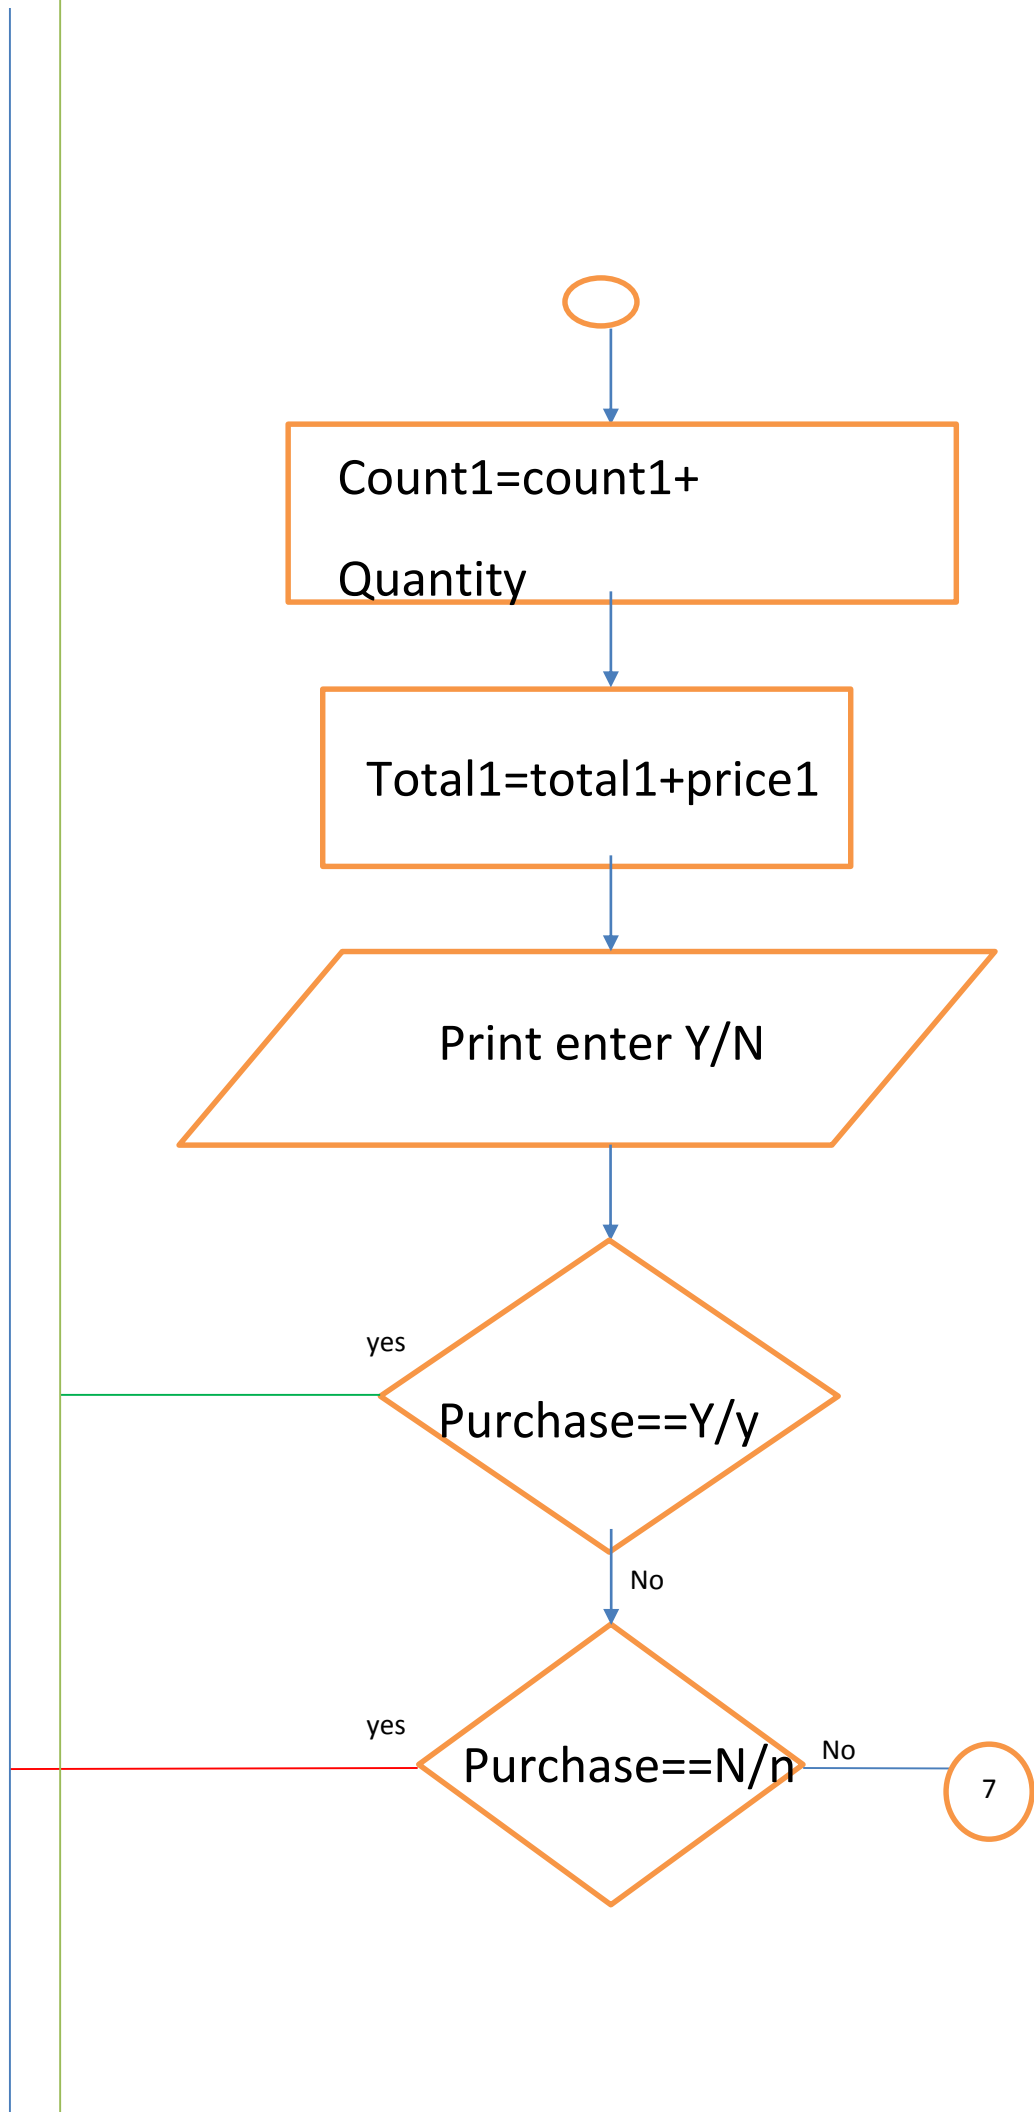 Count1=count1+
Quantity
Total1=total1+price1
Print enter Y/N
yes
Purchase==Y/y
No
yes
Purchase==N/n
No
7